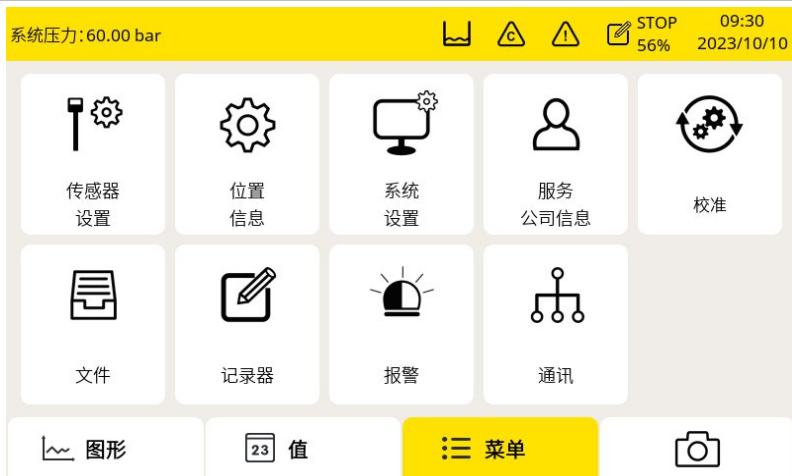 系统压力：60.00 bar
C
!
STOP
56%
09:30
2023/10/10
传感器
设置
位置
信息
系统
设置
服务
公司信息
校准
文件
记录器
报警
通讯
图形
23
值
菜单